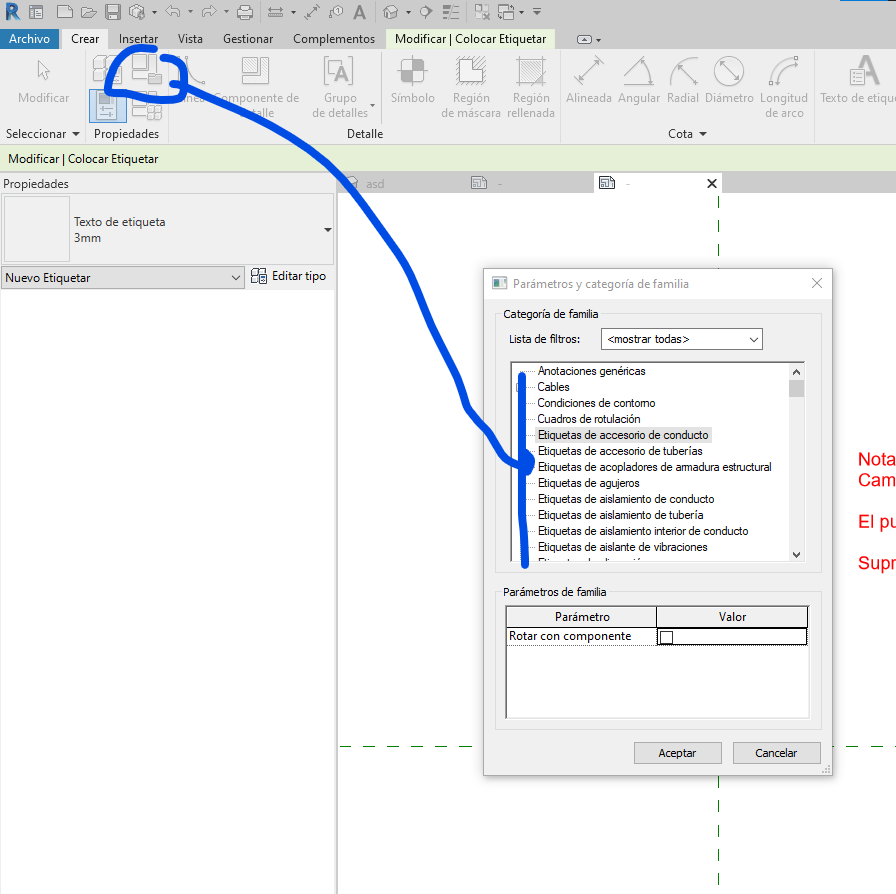 Archivo
Crear
Insertar
Vista
Gestionar
Complementos
Modificar | Colocar Etiquetar
Modificar
Componente de
Grupo
de detalles
Símbolo
Región
de máscara
Región
rellenada
Alineada
Angular
Radial
Diámetro
Longitud
de arco
Texto de etique
Seleccionar
Propiedades
Detalle
Cota
Modificar | Colocar Etiquetar
Propiedades
Texto de etiqueta
3mm
Nuevo Etiquetar
Editar tipo
asd
-
-
Parámetros y categoría de familia
Categoría de familia
Lista de filtros:
<mostrar todas>
Anotaciones genéricas
Cables
Condiciones de contorno
Cuadros de rotulación
Etiquetas de accesorio de conducto
Etiquetas de accesorio de tuberías
Etiquetas de acopladores de armadura estructural
Etiquetas de agujeros
Etiquetas de aislamiento de conducto
Etiquetas de aislamiento de tubería
Etiquetas de aislamiento interior de conducto
Etiquetas de aislante de vibraciones
Parámetros de familia
Parámetro
Valor
Rotar con componente
Aceptar
Cancelar
Nota
Cam
El pu
Supr